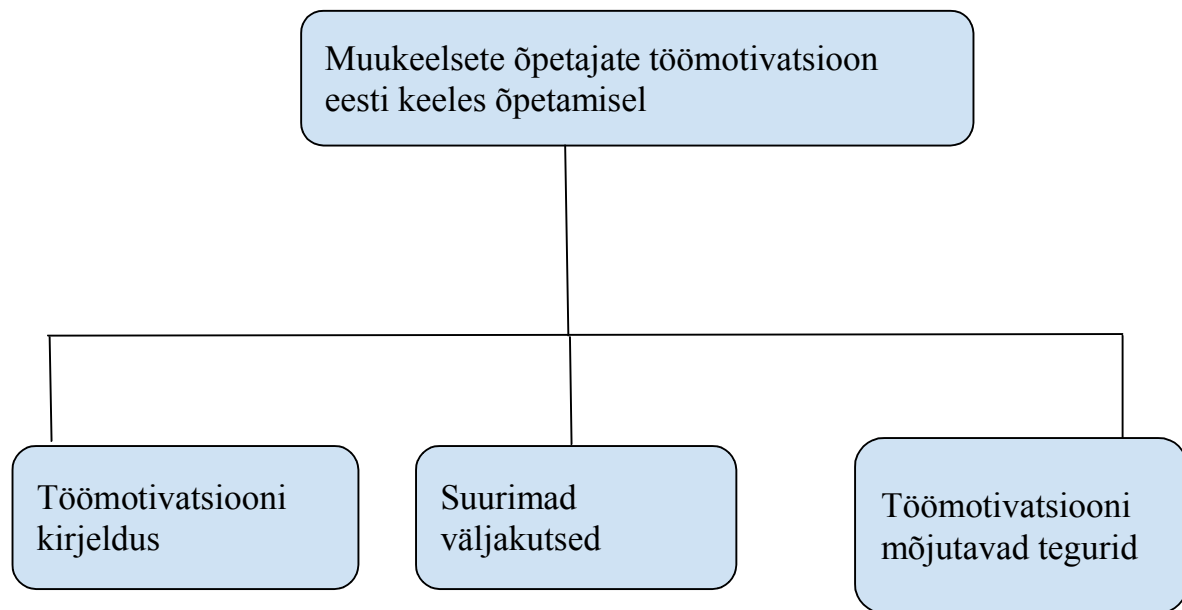 Muukeelsete õpetajate töömotivatsioon
eesti keeles õpetamisel
Töömotivatsiooni
kirjeldus
Suurimad
väljakutsed
Töömotivatsiooni
mõjutavad tegurid